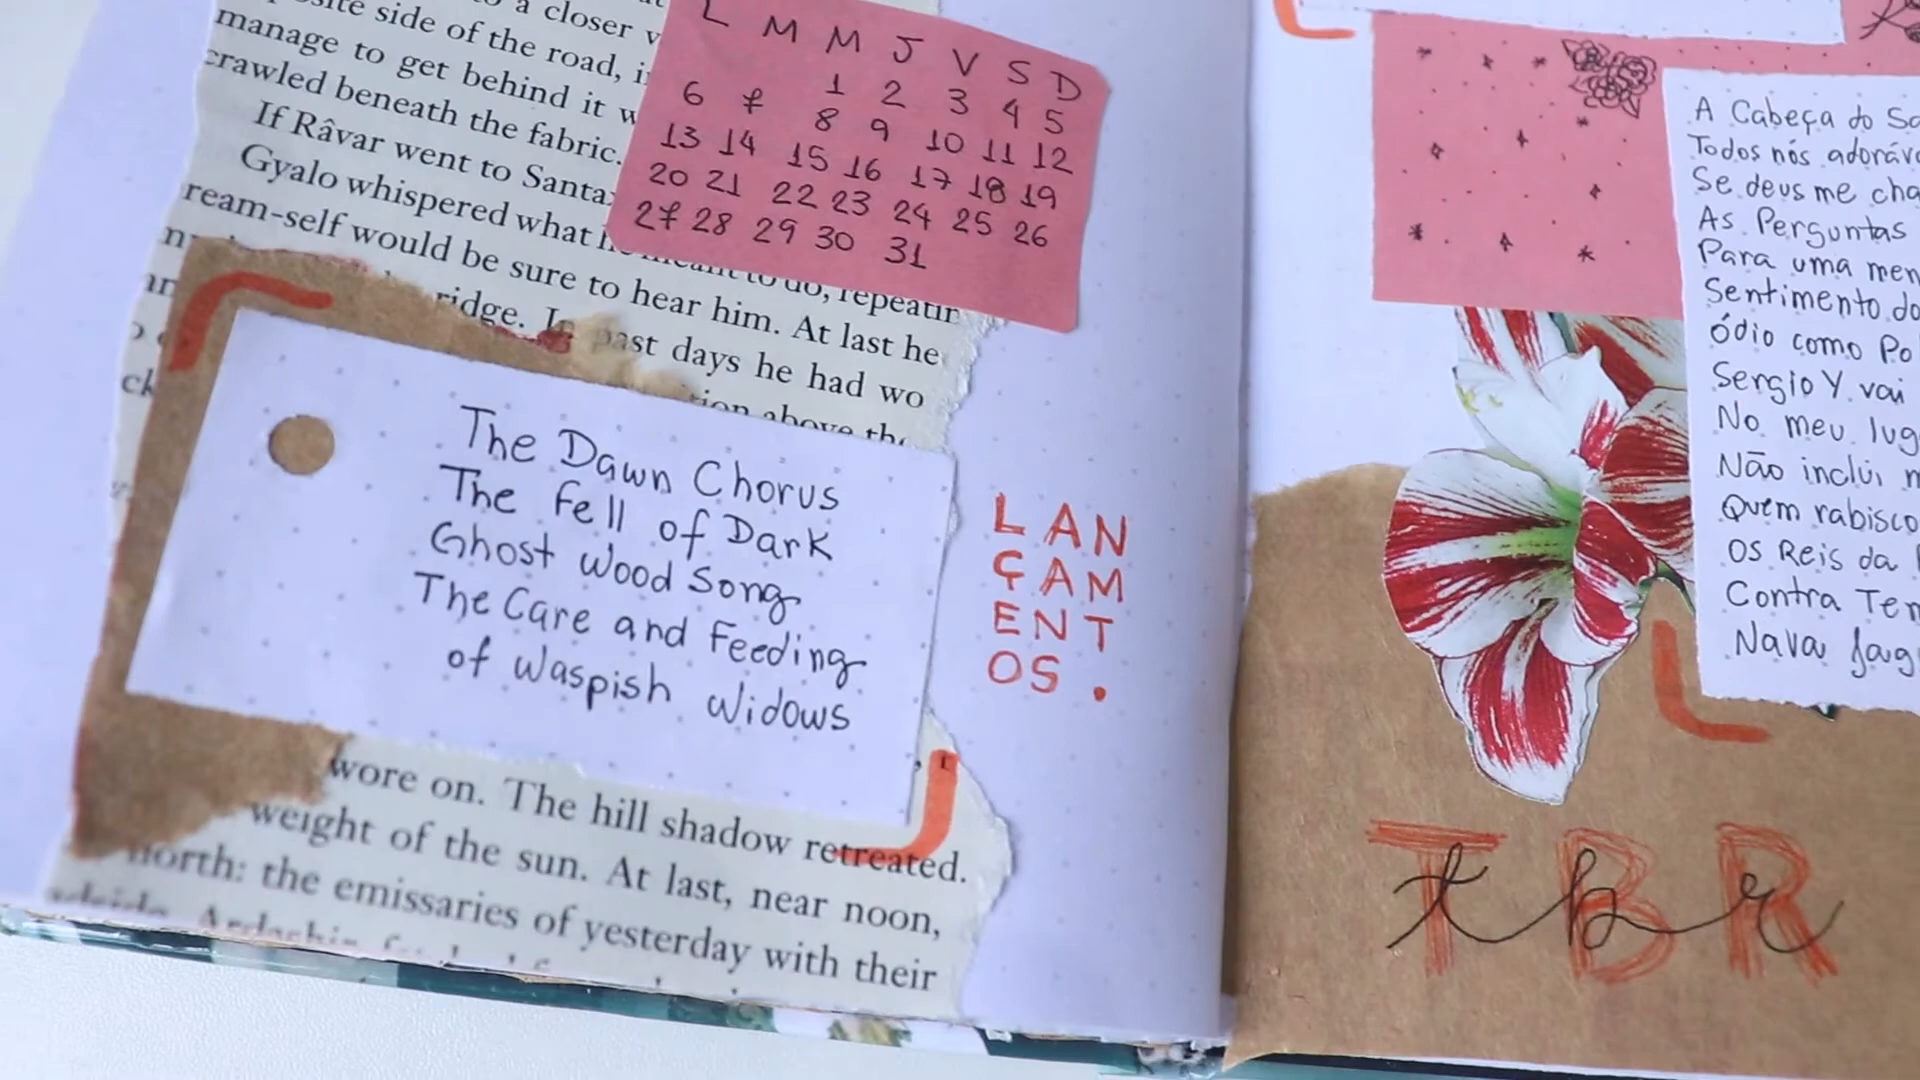 a closer
side of the road,
manage to get behind it
crawled beneath the fabric.
If Râvar went to
Gyalo whispered what
ream-self would be sure to hear him. At last he
ridge. In past days he had wo
above the
L M M J V S D
1 2 3 4 5
6 7 8 9 10 11 12
13 14 15 16 17 18 19
20 21 22 23 24 25 26
27 28 29 30 31
The Dawn Chorus
The Fell of Dark
Ghost Wood Song
The Care and Feeding
of Waspish Widows
wore on. The hill shadow retreated.
weight of the sun. At last, near noon,
north: the emissaries of yesterday with their
LAN
ÇAM
ENT
OS.
A Cabeça do
Todos nós
Se deus me
As Perguntas
Para uma
Sentimento do
Ódio como
Sergio Y. vai
No meu
Não inclui
Quem
Os Reis da
Contra
TBR
tbr